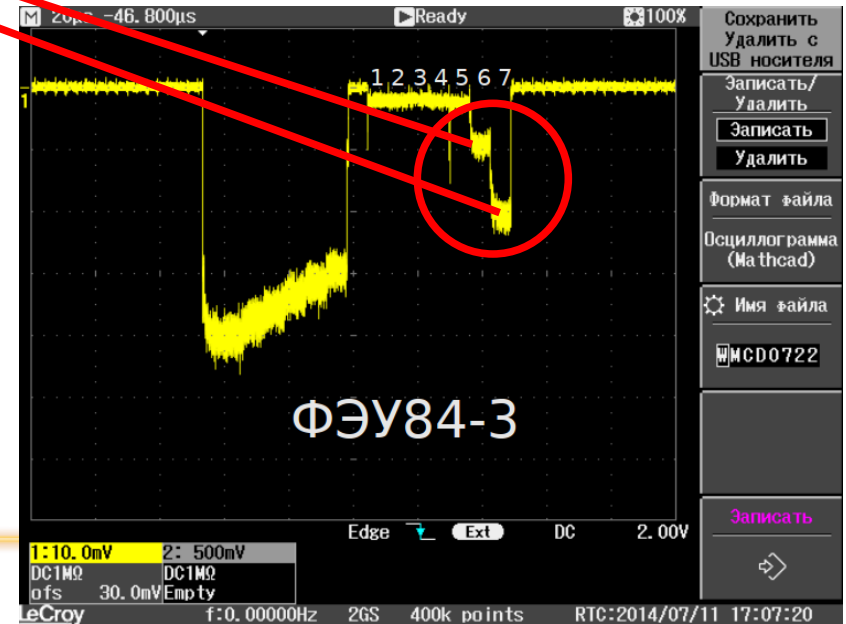 M 20µs -46.800µs Ready 100%
Сохранить
Удалить с
USB носителя
Записать/
Удалить
Записать
Удалить
Формат файла
Осциллограмма
(Mathcad)
Имя файла
WMCD0722
Записать
1 2 3 4 5 6 7
1
ФЭУ84-3
Edge Ext DC 2.00V
1:10.0mV 2: 500mV
DC1MΩ DC1MΩ
ofs 30.0mV Empty
LeCroy f:0.00000Hz 2GS 400k points RTC:2014/07/11 17:07:20